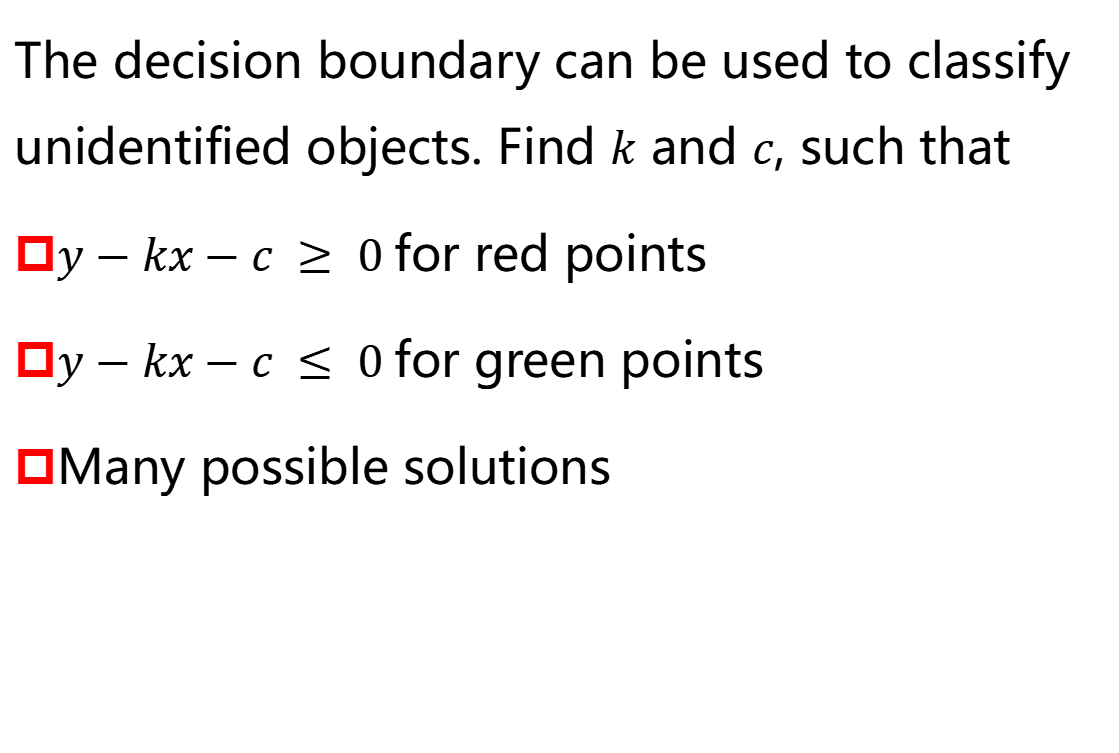 The decision boundary can be used to classify
unidentified objects. Find k and c, such that
y − kx − c ≥ 0 for red points
y − kx − c ≤ 0 for green points
Many possible solutions